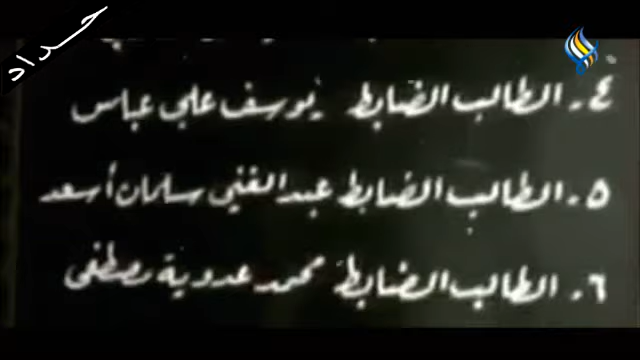 حداد
٤. الطالب الضابط يوسف علي عباس
٥. الطالب الضابط عبد الغني سلمان أسعد
٦. الطالب الضابط محمد عدوية مصطفى